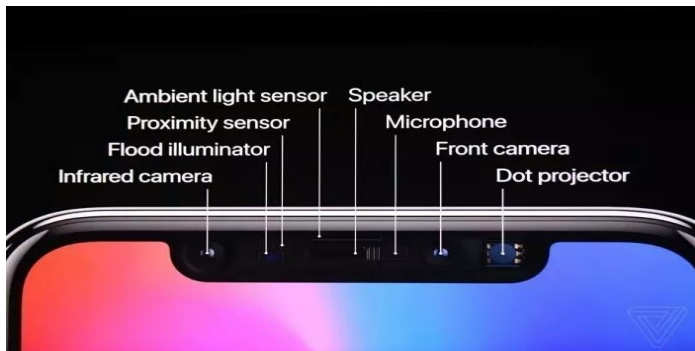 Ambient light sensor Speaker
Proximity sensor Microphone
Flood illuminator Front camera
Infrared camera Dot projector